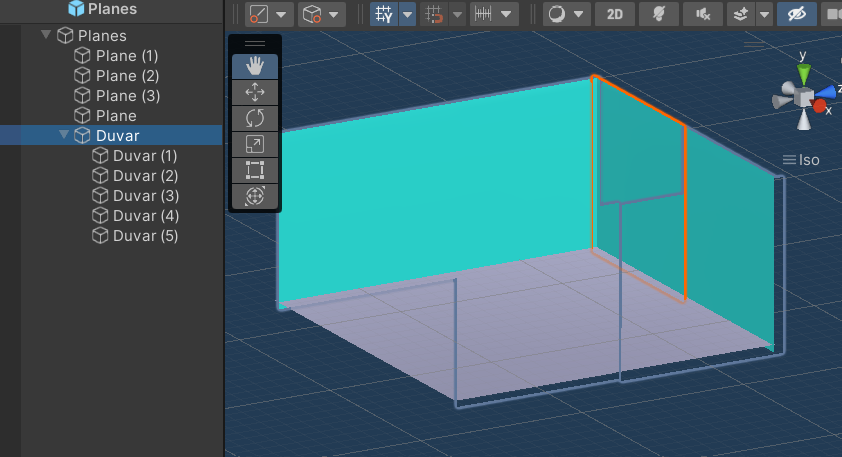 Planes
Planes
Plane (1)
Plane (2)
Plane (3)
Plane
Duvar
Duvar (1)
Duvar (2)
Duvar (3)
Duvar (4)
Duvar (5)
Y
2D
y
z
x
Iso